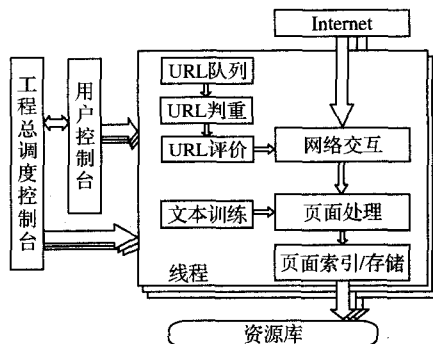 Internet
工程总调度控制台
用户控制台
URL队列
URL判重
URL评价
网络交互
文本训练
页面处理
页面索引/存储
线程
资源库